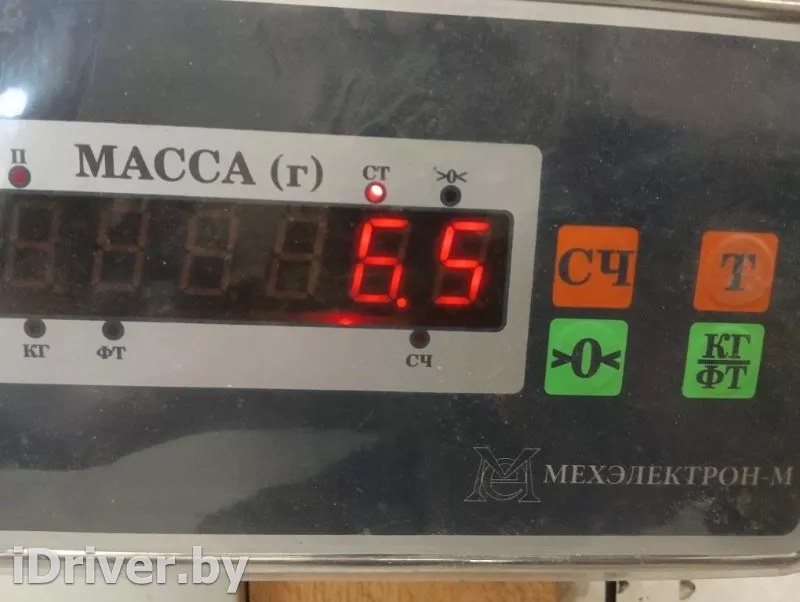 П МАССА (г) СТ >0<
6.5
КГ ФТ СЧ
СЧ Т
>0< КГ
ФТ
МЕХЭЛЕКТРОН-М
iDriver.by